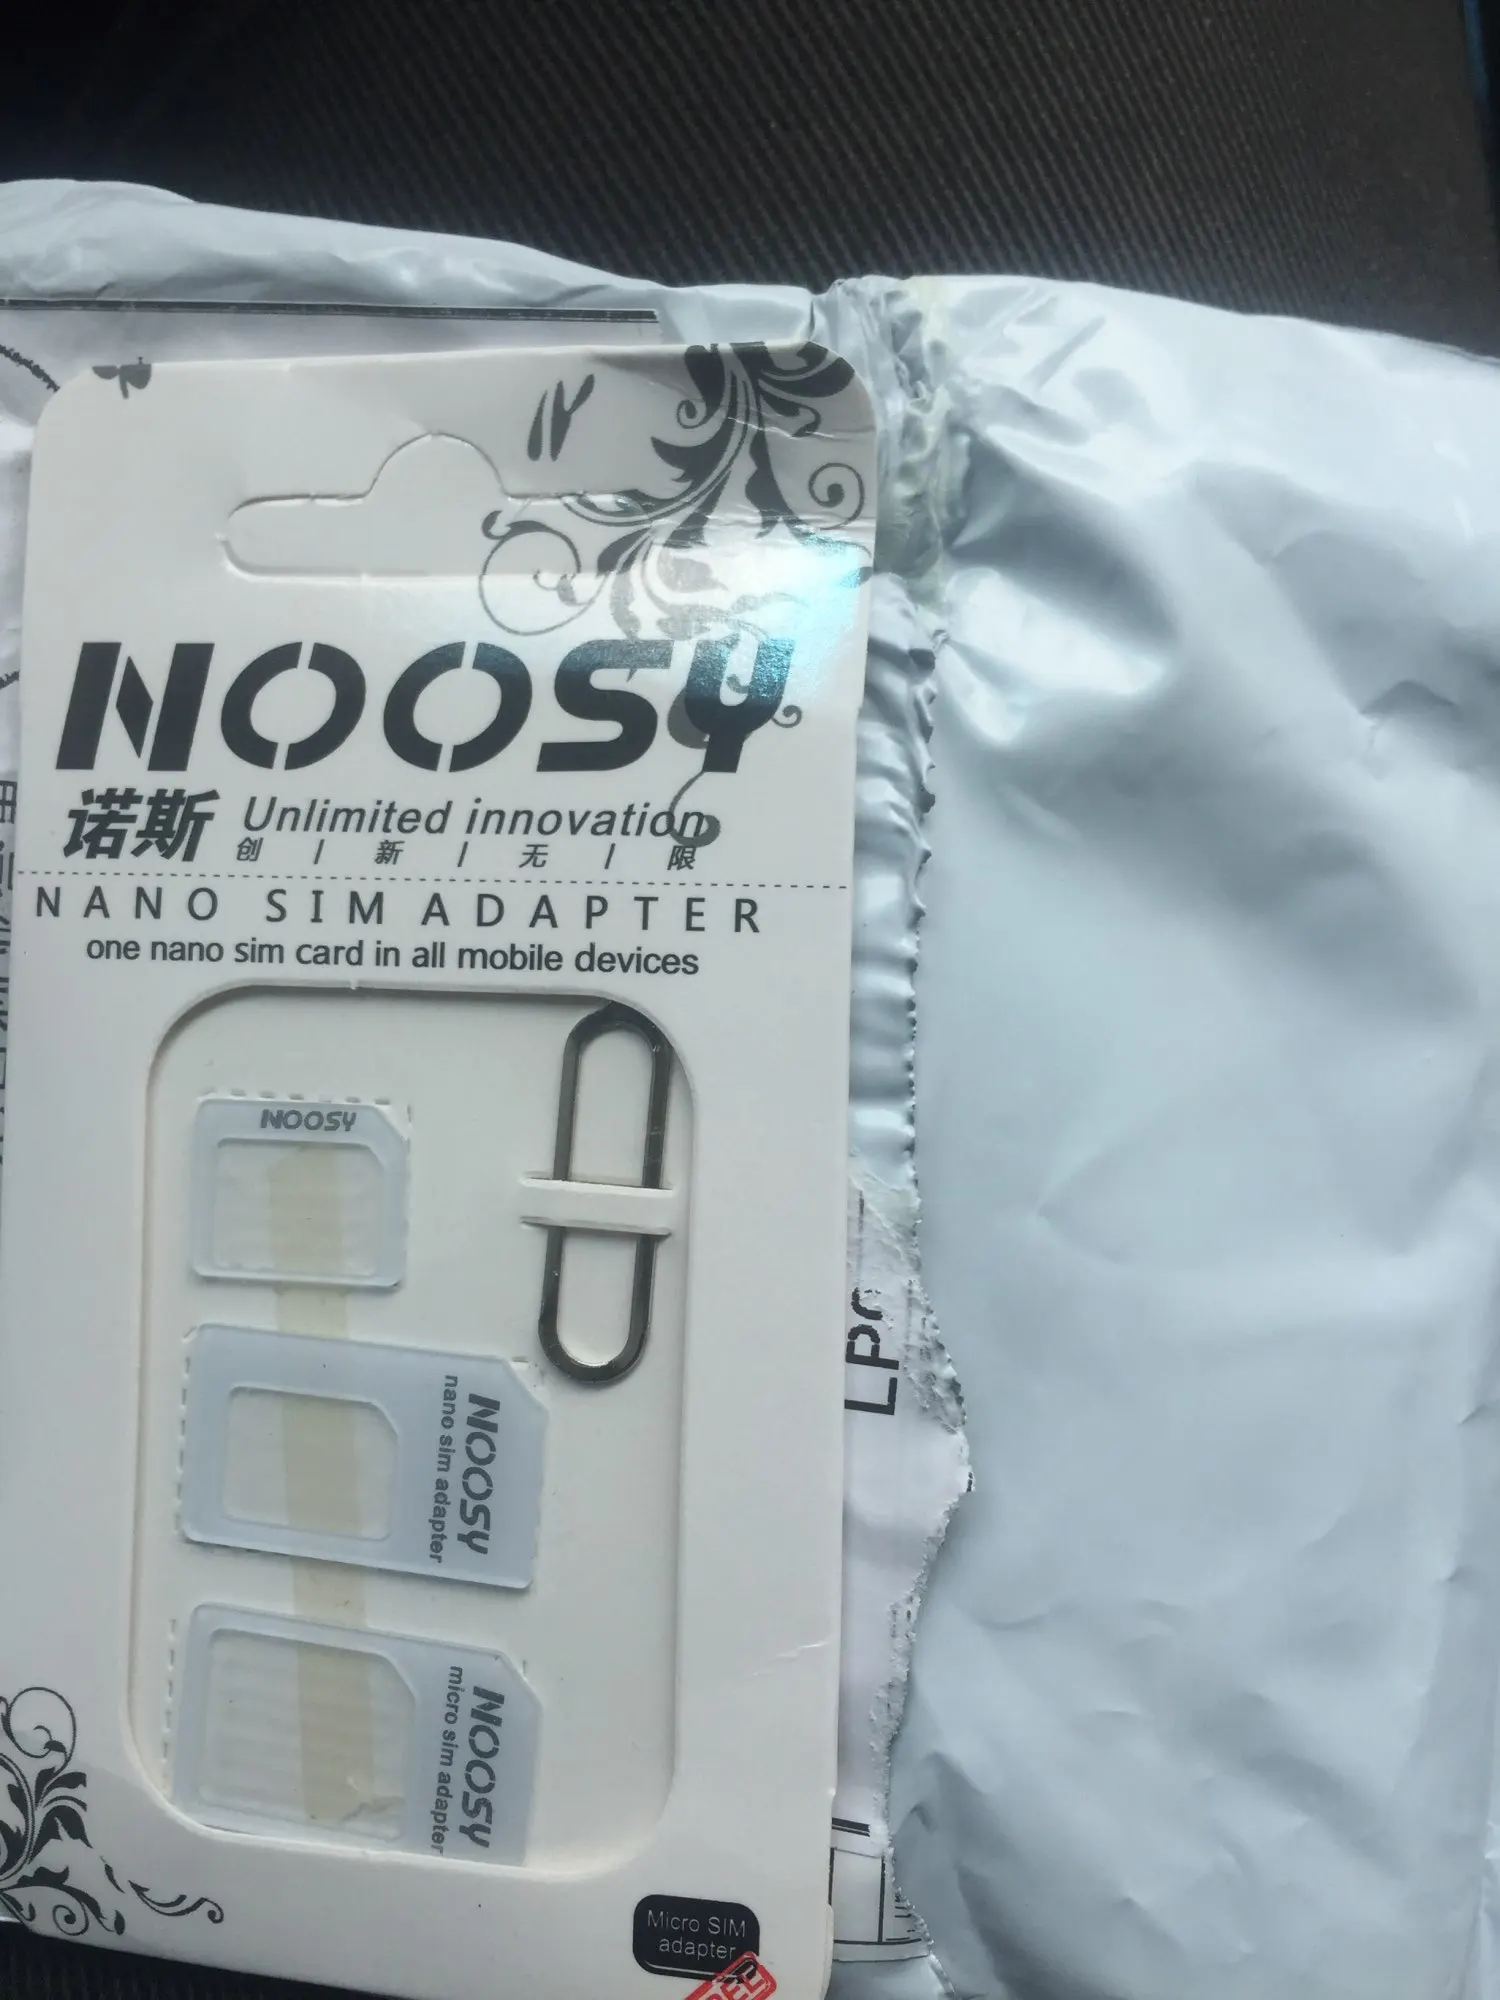 NOOSY
诺斯 Unlimited innovation
创 | 新 | 无 | 限
NANO SIM ADAPTER
one nano sim card in all mobile devices
NOOSY
NOOSY
nano sim adapter
NOOSY
micro sim adapter
Micro SIM
adapter